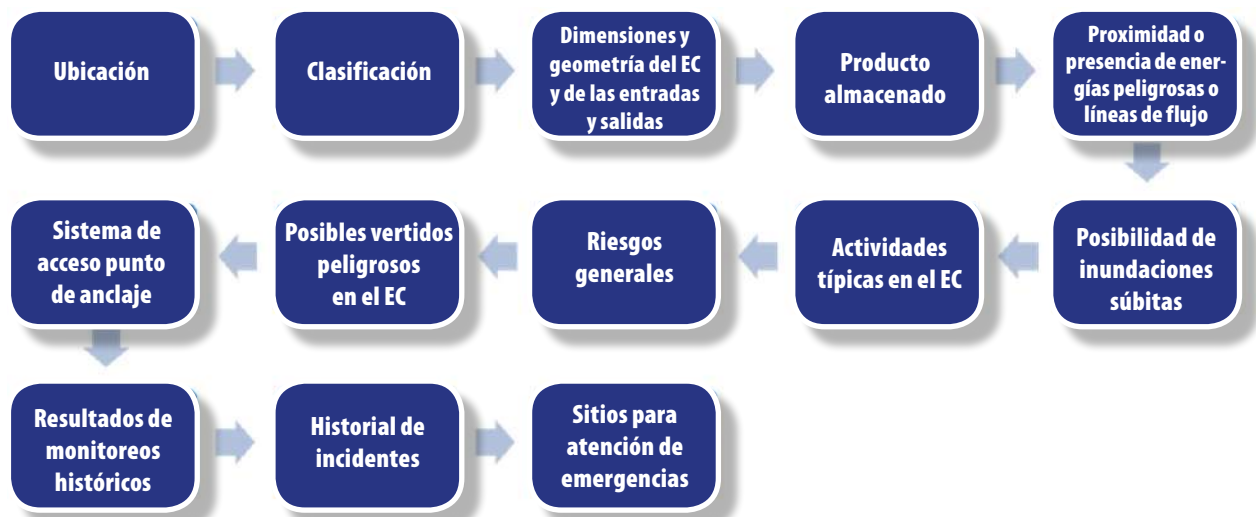 Ubicación
Clasificación
Dimensiones y
geometría del EC
y de las entradas
y salidas
Producto
almacenado
Proximidad o
presencia de ener-
gías peligrosas o
líneas de flujo
Posibilidad de
inundaciones
súbitas
Actividades
típicas en el EC
Riesgos
generales
Posibles vertidos
peligrosos
en el EC
Sistema de
acceso punto
de anclaje
Resultados de
monitoreos
históricos
Historial de
incidentes
Sitios para
atención de
emergencias